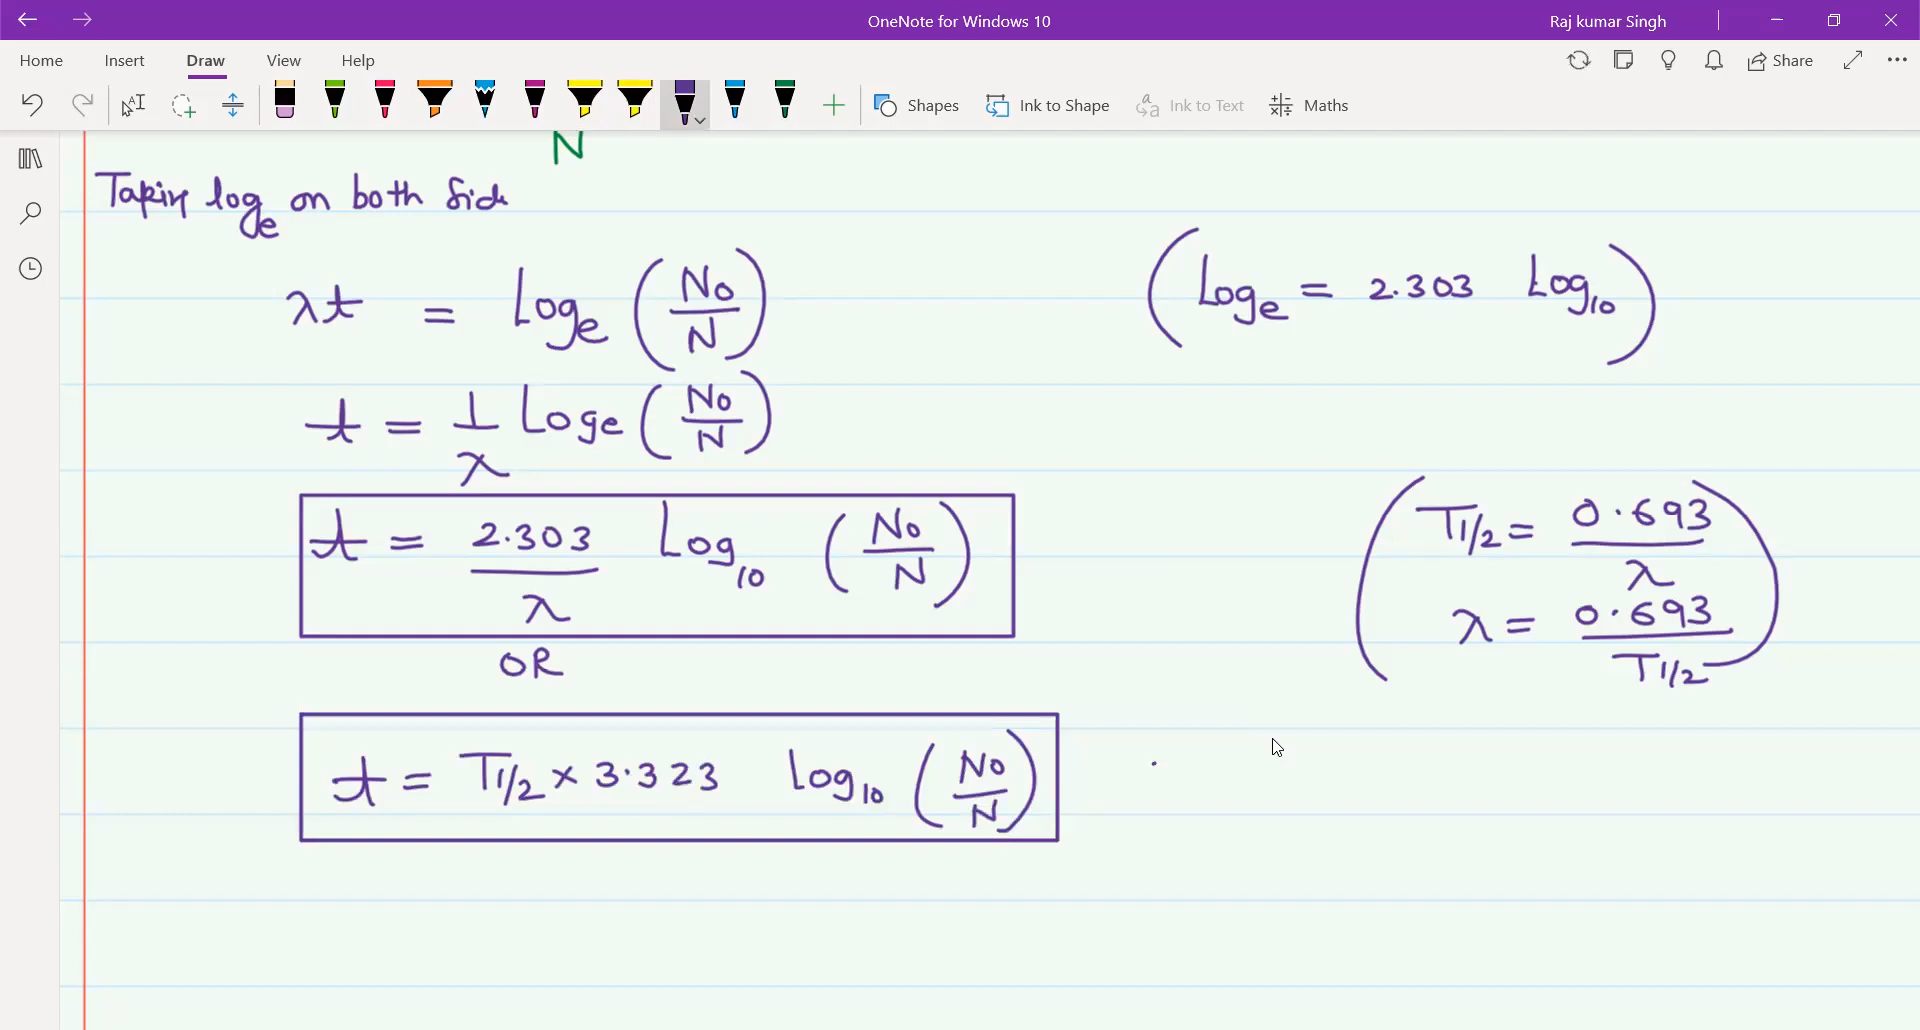 OneNote for Windows 10
Raj kumar Singh
Home Insert Draw View Help
Share
Shapes Ink to Shape Ink to Text Maths
N
Taking loge on both side
λt = Loge (No/N)
(Loge = 2.303 Log10)
t = 1/λ Loge (No/N)
t = 2.303/λ Log10 (No/N)
(T1/2 = 0.693/λ
λ = 0.693/T1/2)
OR
t = T1/2 × 3.323 log10 (No/N)